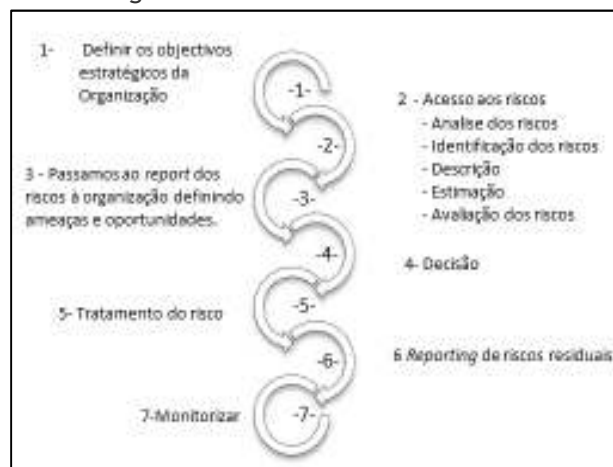 1- Definir os objectivos
estratégicos da
Organização
-1-
2 - Acesso aos riscos
- Analise dos riscos
- Identificação dos riscos
- Descrição
- Estimação
- Avaliação dos riscos
-2-
3 - Passamos ao report dos
riscos à organização definindo
ameaças e oportunidades.
-3-
-4-
4- Decisão
5- Tratamento do risco
-5-
-6-
6 Reporting de riscos residuais
7-Monitorizar
-7-